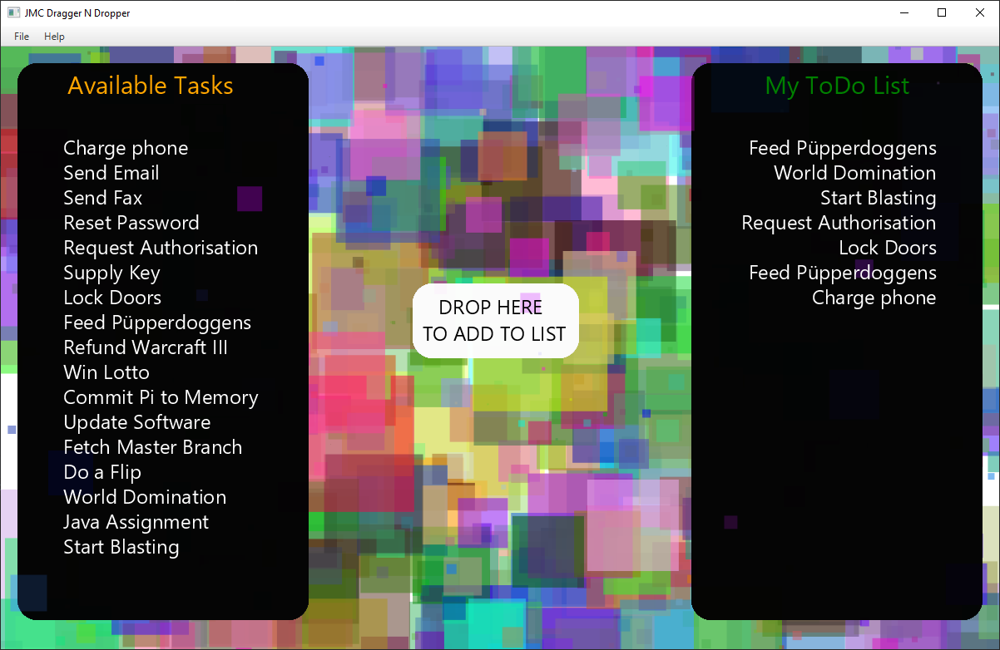 JMC Dragger N Dropper
File Help
Available Tasks
Charge phone
Send Email
Send Fax
Reset Password
Request Authorisation
Supply Key
Lock Doors
Feed Püpperdoggens
Refund Warcraft III
Win Lotto
Commit Pi to Memory
Update Software
Fetch Master Branch
Do a Flip
World Domination
Java Assignment
Start Blasting
DROP HERE
TO ADD TO LIST
My ToDo List
Feed Püpperdoggens
World Domination
Start Blasting
Request Authorisation
Lock Doors
Feed Püpperdoggens
Charge phone